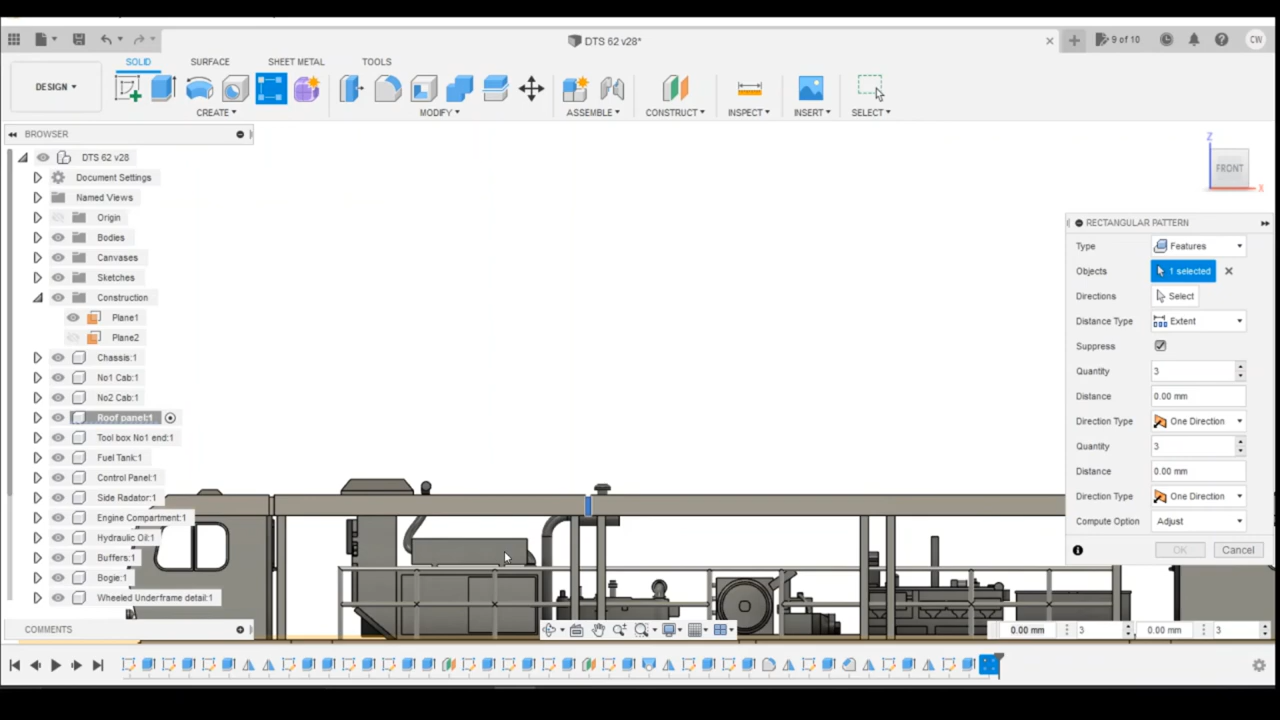 DTS 62 v28*
9 of 10
CW
DESIGN
SOLID
SURFACE
SHEET METAL
TOOLS
CREATE
MODIFY
ASSEMBLE
CONSTRUCT
INSPECT
INSERT
SELECT
BROWSER
DTS 62 v28
Document Settings
Named Views
Origin
Bodies
Canvases
Sketches
Construction
Plane1
Plane2
Chassis:1
No1 Cab:1
No2 Cab:1
Roof panel:1
Tool box No1 end:1
Fuel Tank:1
Control Panel:1
Side Radiator:1
Engine Compartment:1
Hydraulic Oil:1
Buffers:1
Bogie:1
Wheeled Underframe detail:1
COMMENTS
Z
FRONT
X
RECTANGULAR PATTERN
Type Features
Objects 1 selected
Directions Select
Distance Type Extent
Suppress
Quantity 3
Distance 0.00 mm
Direction Type One Direction
Quantity 3
Distance 0.00 mm
Direction Type One Direction
Compute Option Adjust
OK Cancel
0.00 mm 3 0.00 mm 3